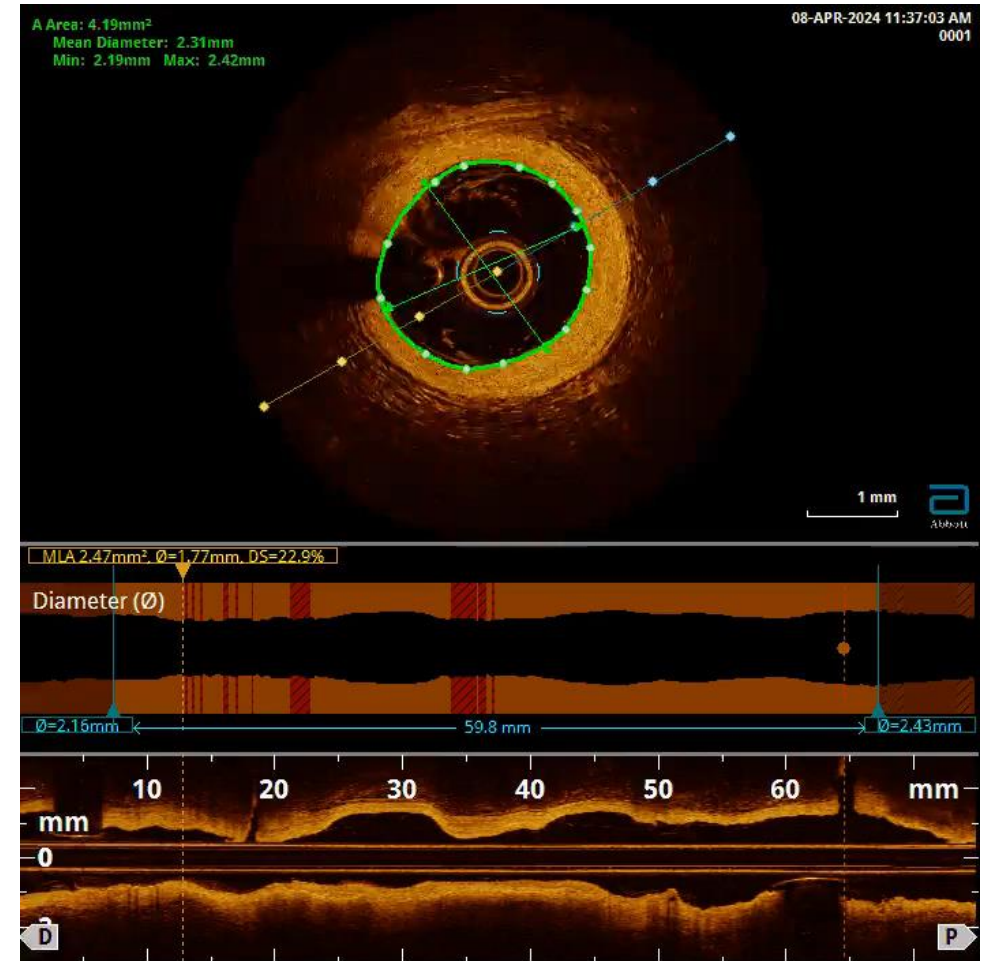 A Area: 4.19mm²
Mean Diameter: 2.31mm
Min: 2.19mm Max: 2.42mm
08-APR-2024 11:37:03 AM
0001
1 mm
Abbott
MLA 2.47mm², Ø=1.77mm, DS=22.9%
Diameter (Ø)
Ø=2.16mm
59.8 mm
Ø=2.43mm
10 20 30 40 50 60 mm
mm
0
D
P